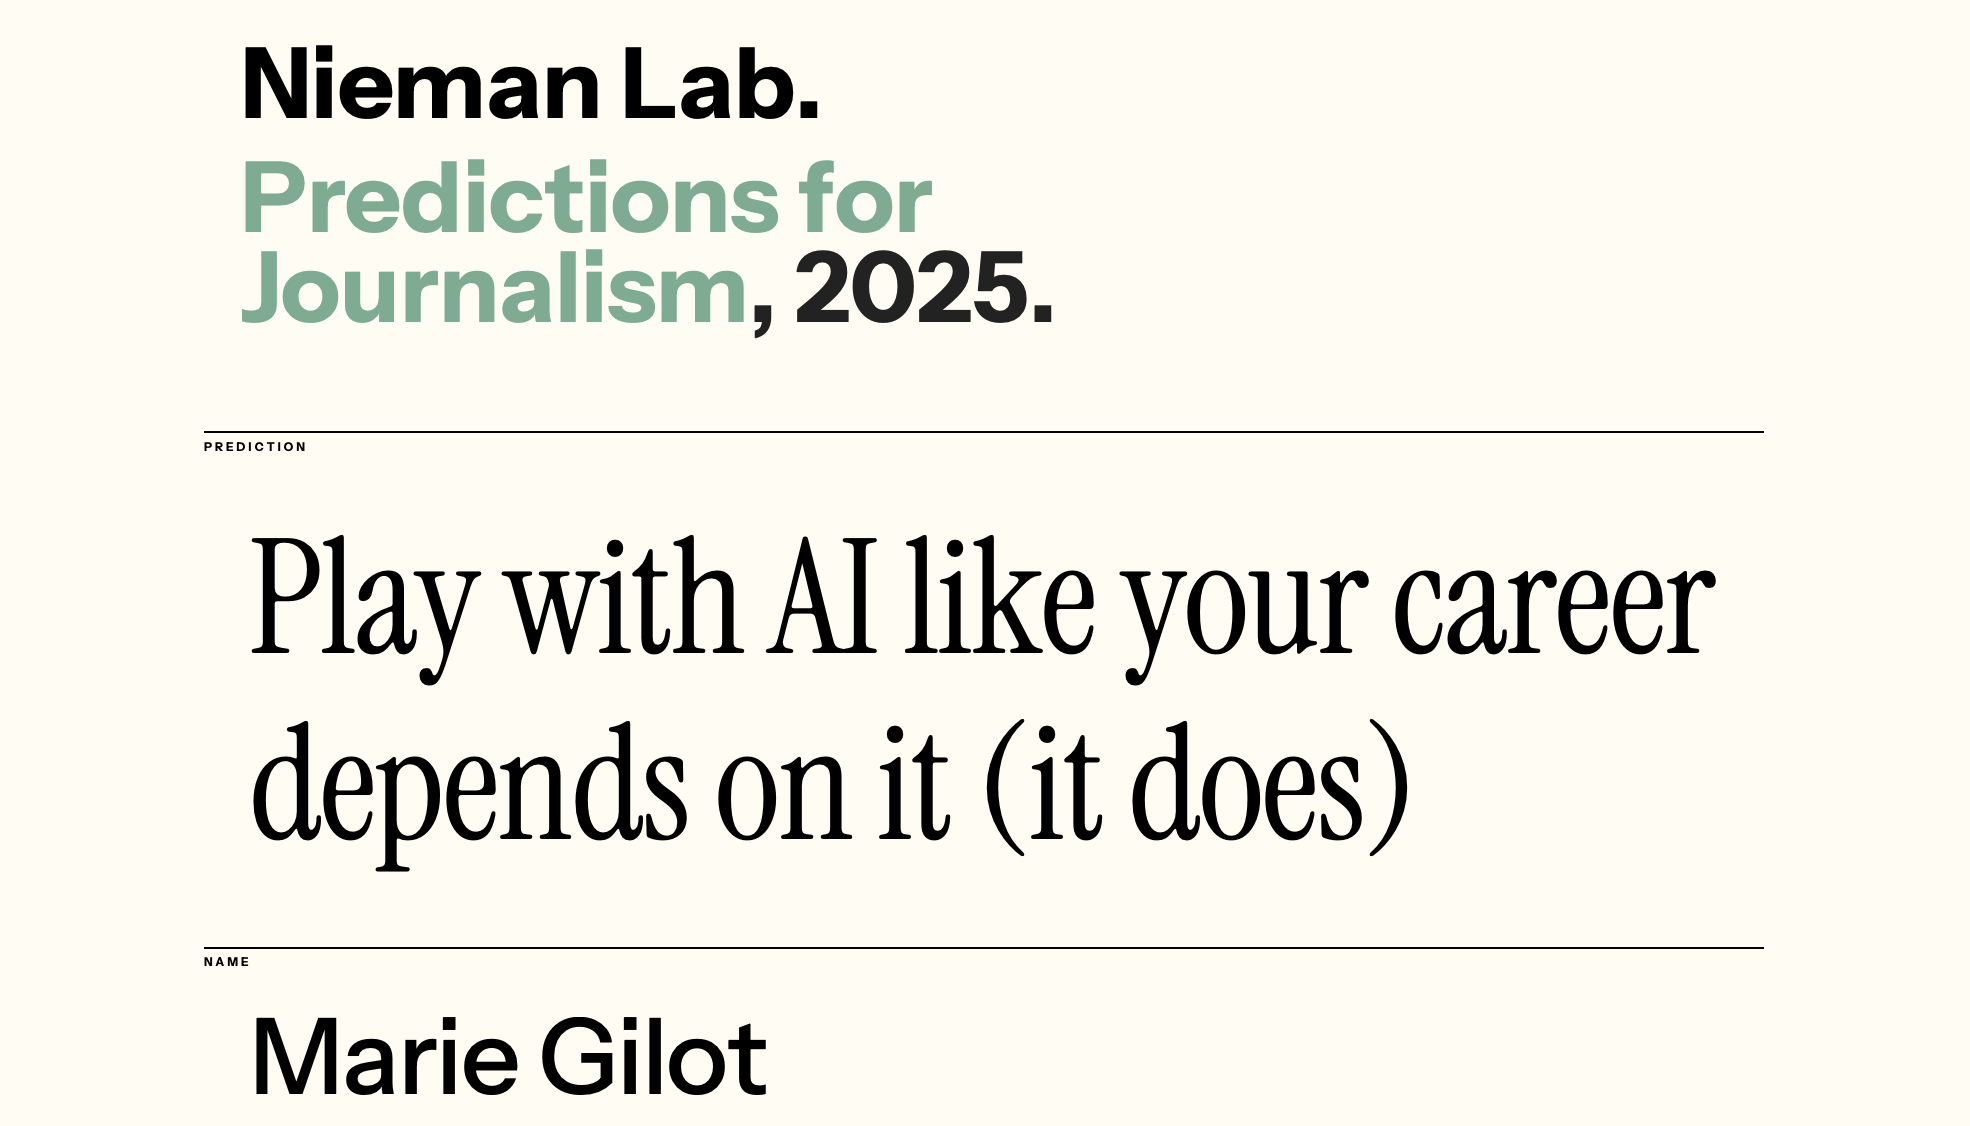 Nieman Lab.
Predictions for
Journalism, 2025.
PREDICTION
Play with AI like your career
depends on it (it does)
NAME
Marie Gilot